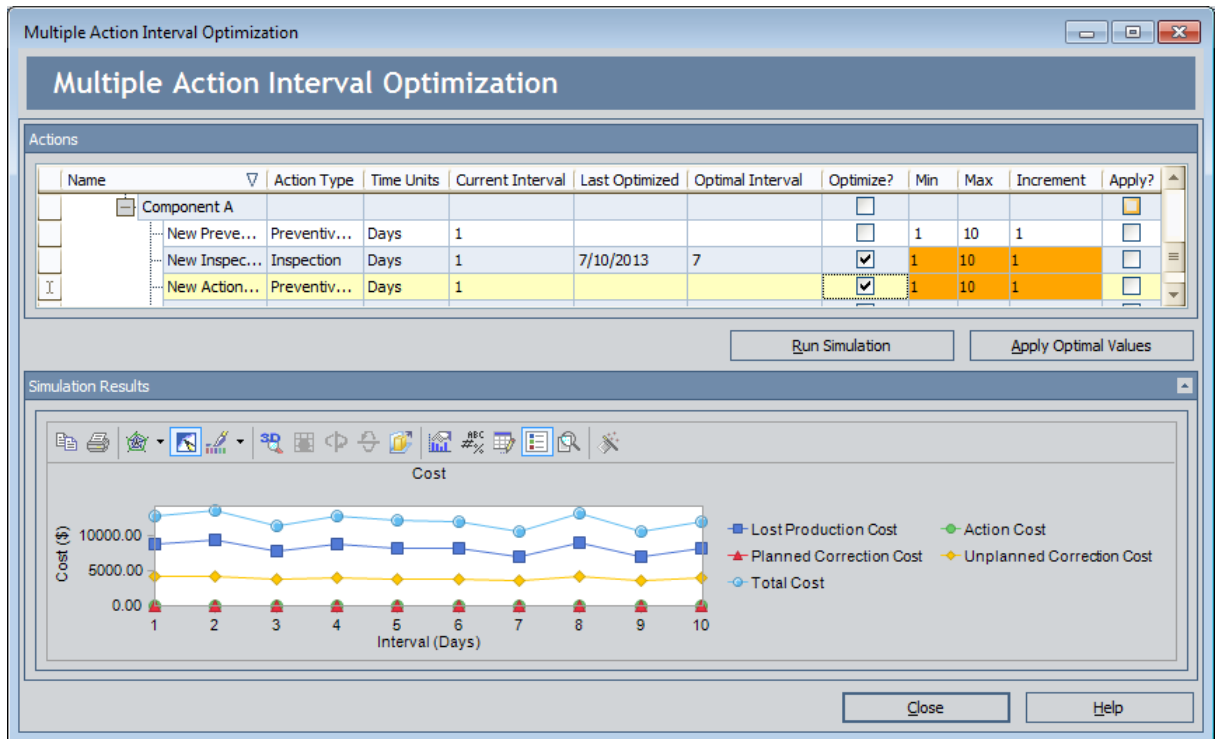 Multiple Action Interval Optimization
Multiple Action Interval Optimization
Actions
Name Action Type Time Units Current Interval Last Optimized Optimal Interval Optimize? Min Max Increment Apply?
Component A
New Preve... Preventiv... Days 1 1 10 1
New Inspec... Inspection Days 1 7/10/2013 7 1 10 1
New Action... Preventiv... Days 1 1 10 1
Run Simulation Apply Optimal Values
Simulation Results
3D ABC #%
Cost
Cost ($)
10000.00
5000.00
0.00
1 2 3 4 5 6 7 8 9 10
Interval (Days)
Lost Production Cost Action Cost
Planned Correction Cost Unplanned Correction Cost
Total Cost
Close Help